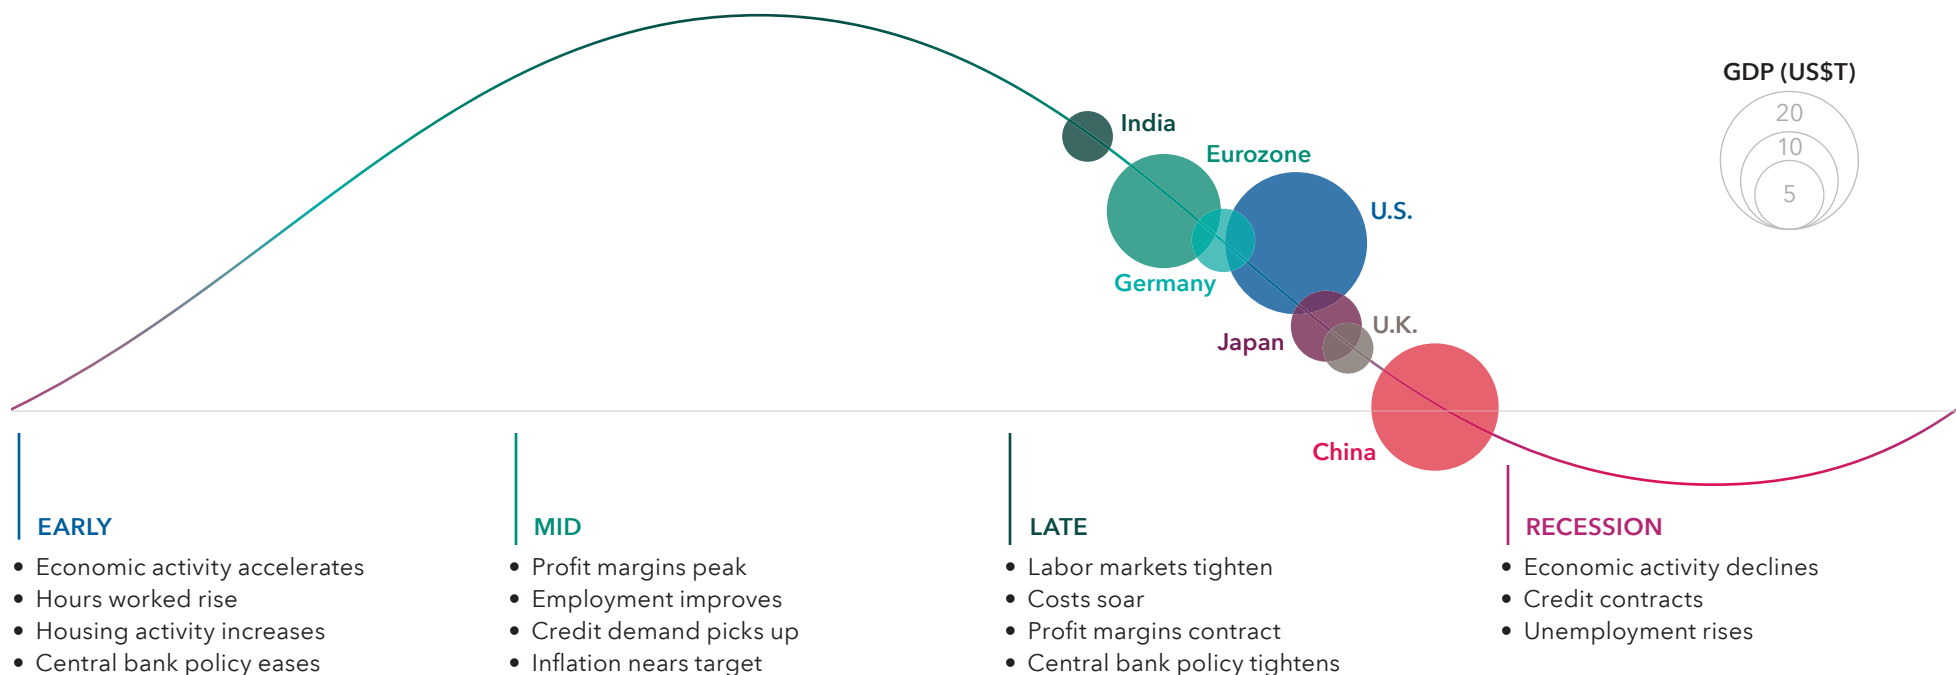 GDP (US$T)
20
10
5
India
Eurozone
U.S.
Germany
U.K.
Japan
China
EARLY
• Economic activity accelerates
• Hours worked rise
• Housing activity increases
• Central bank policy eases
MID
• Profit margins peak
• Employment improves
• Credit demand picks up
• Inflation nears target
LATE
• Labor markets tighten
• Costs soar
• Profit margins contract
• Central bank policy tightens
RECESSION
• Economic activity declines
• Credit contracts
• Unemployment rises